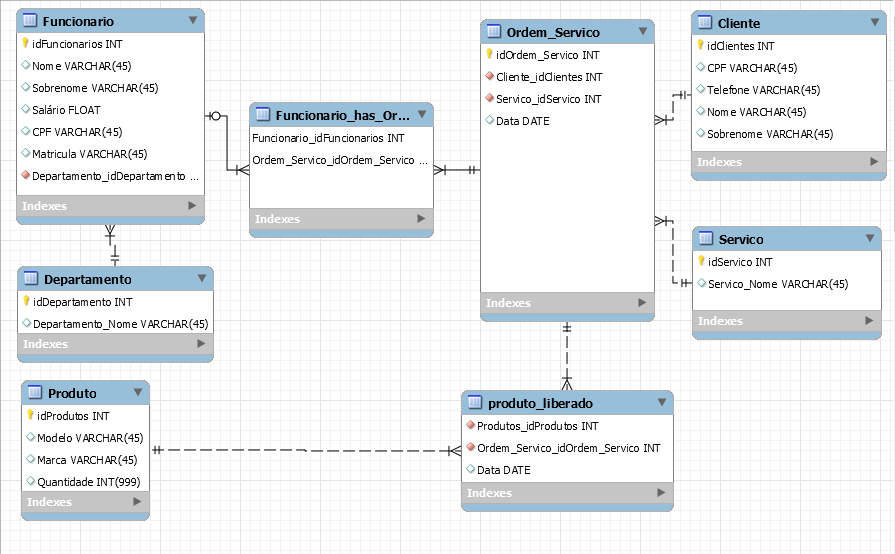 Funcionario
idFuncionarios INT
Nome VARCHAR(45)
Sobrenome VARCHAR(45)
Salário FLOAT
CPF VARCHAR(45)
Matricula VARCHAR(45)
Departamento_idDepartamento ...
Indexes
Departamento
idDepartamento INT
Departamento_Nome VARCHAR(45)
Indexes
Produto
idProdutos INT
Modelo VARCHAR(45)
Marca VARCHAR(45)
Quantidade INT(999)
Indexes
Funcionario_has_Or...
Funcionario_idFuncionarios INT
Ordem_Servico_idOrdem_Servico ...
Indexes
Ordem_Servico
idOrdem_Servico INT
Cliente_idClientes INT
Servico_idServico INT
Data DATE
Indexes
produto_liberado
Produtos_idProdutos INT
Ordem_Servico_idOrdem_Servico INT
Data DATE
Indexes
Cliente
idClientes INT
CPF VARCHAR(45)
Telefone VARCHAR(45)
Nome VARCHAR(45)
Sobrenome VARCHAR(45)
Indexes
Servico
idServico INT
Servico_Nome VARCHAR(45)
Indexes